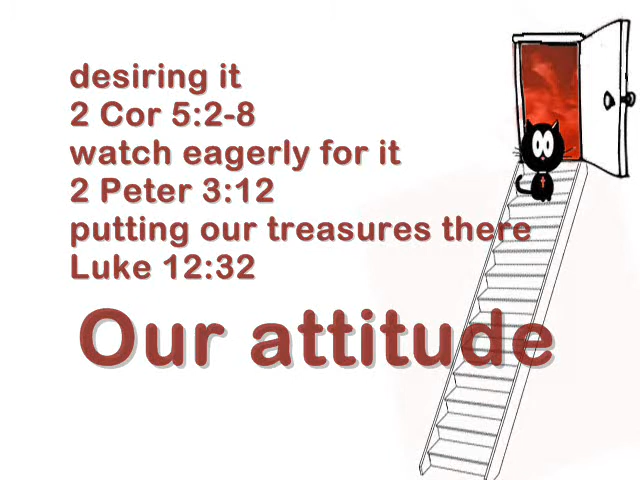 desiring it
2 Cor 5:2-8
watch eagerly for it
2 Peter 3:12
putting our treasures there
Luke 12:32
Our attitude